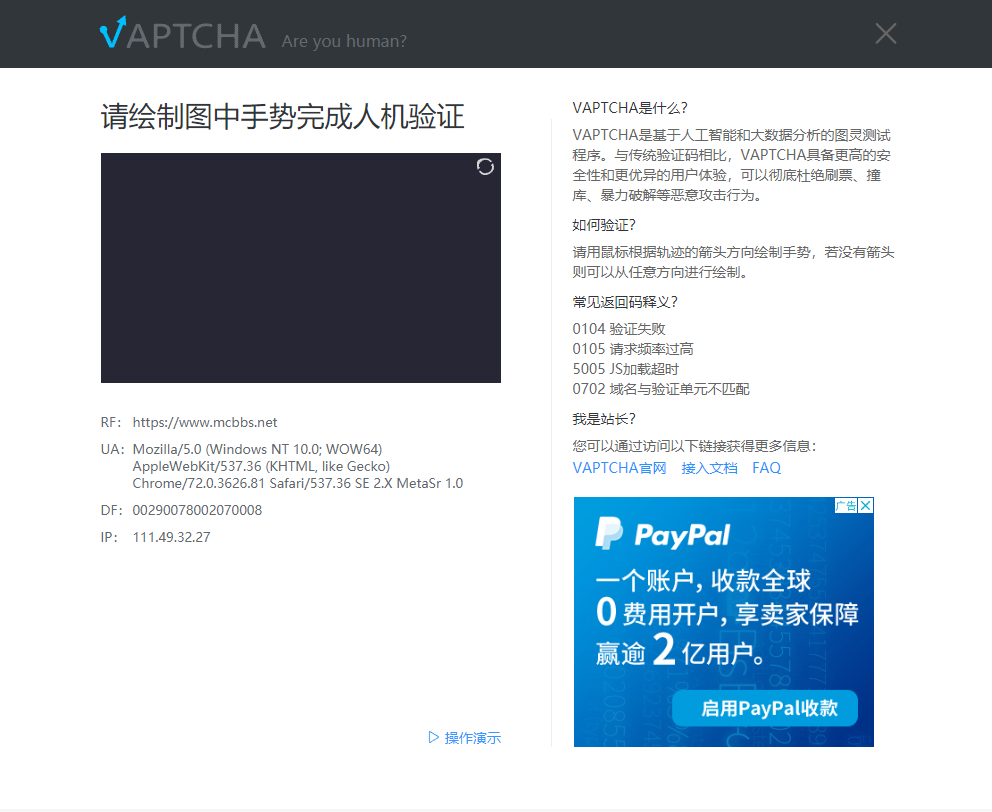 VAPTCHA Are you human?
请绘制图中手势完成人机验证
RF: https://www.mcbbs.net
UA: Mozilla/5.0 (Windows NT 10.0; WOW64)
AppleWebKit/537.36 (KHTML, like Gecko)
Chrome/72.0.3626.81 Safari/537.36 SE 2.X MetaSr 1.0
DF: 00290078002070008
IP: 111.49.32.27
操作演示
VAPTCHA是什么?
VAPTCHA是基于人工智能和大数据分析的图灵测试
程序。与传统验证码相比，VAPTCHA具备更高的安
全性和更优异的用户体验，可以彻底杜绝刷票、撞
库、暴力破解等恶意攻击行为。
如何验证?
请用鼠标根据轨迹的箭头方向绘制手势，若没有箭头
则可以从任意方向进行绘制。
常见返回码释义?
0104 验证失败
0105 请求频率过高
5005 JS加载超时
0702 域名与验证单元不匹配
我是站长?
您可以通过访问以下链接获得更多信息：
VAPTCHA官网 接入文档 FAQ
广告
PayPal
一个账户，收款全球
0费用开户，享卖家保障
赢逾2亿用户。
启用PayPal收款